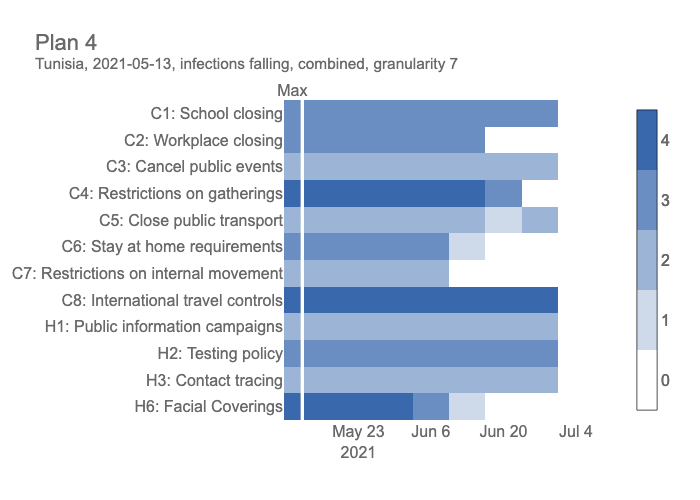 Plan 4
Tunisia, 2021-05-13, infections falling, combined, granularity 7
Max
C1: School closing
C2: Workplace closing
C3: Cancel public events
C4: Restrictions on gatherings
C5: Close public transport
C6: Stay at home requirements
C7: Restrictions on internal movement
C8: International travel controls
H1: Public information campaigns
H2: Testing policy
H3: Contact tracing
H6: Facial Coverings
May 23 Jun 6 Jun 20 Jul 4
2021
4
3
2
1
0